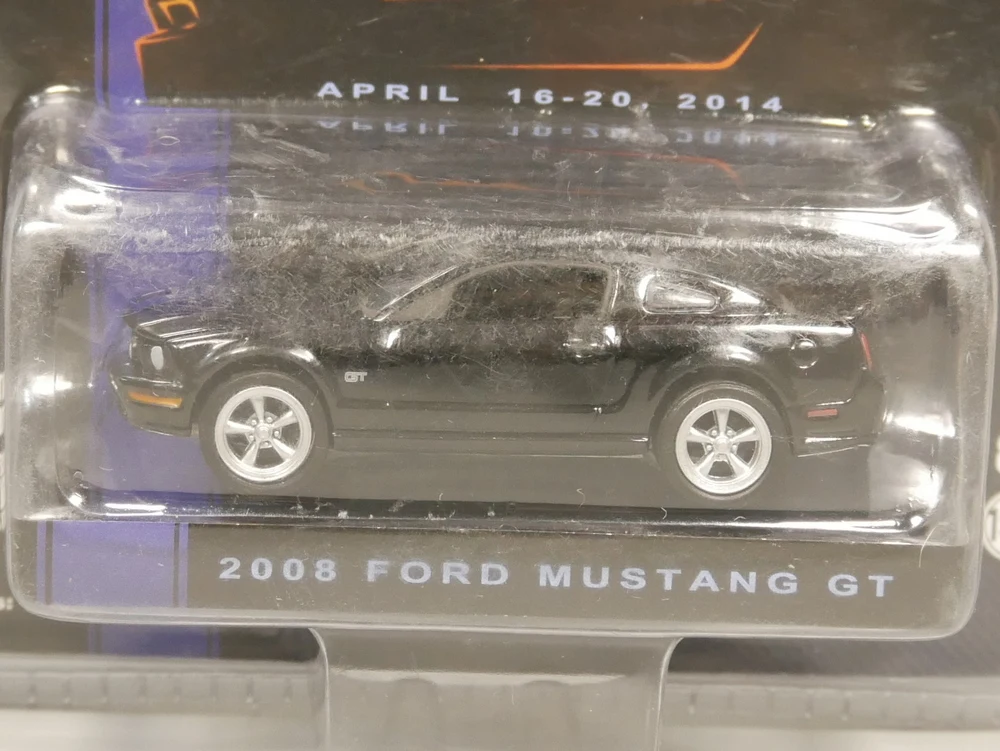 APRIL 16-20, 2014
GT
2008 FORD MUSTANG GT